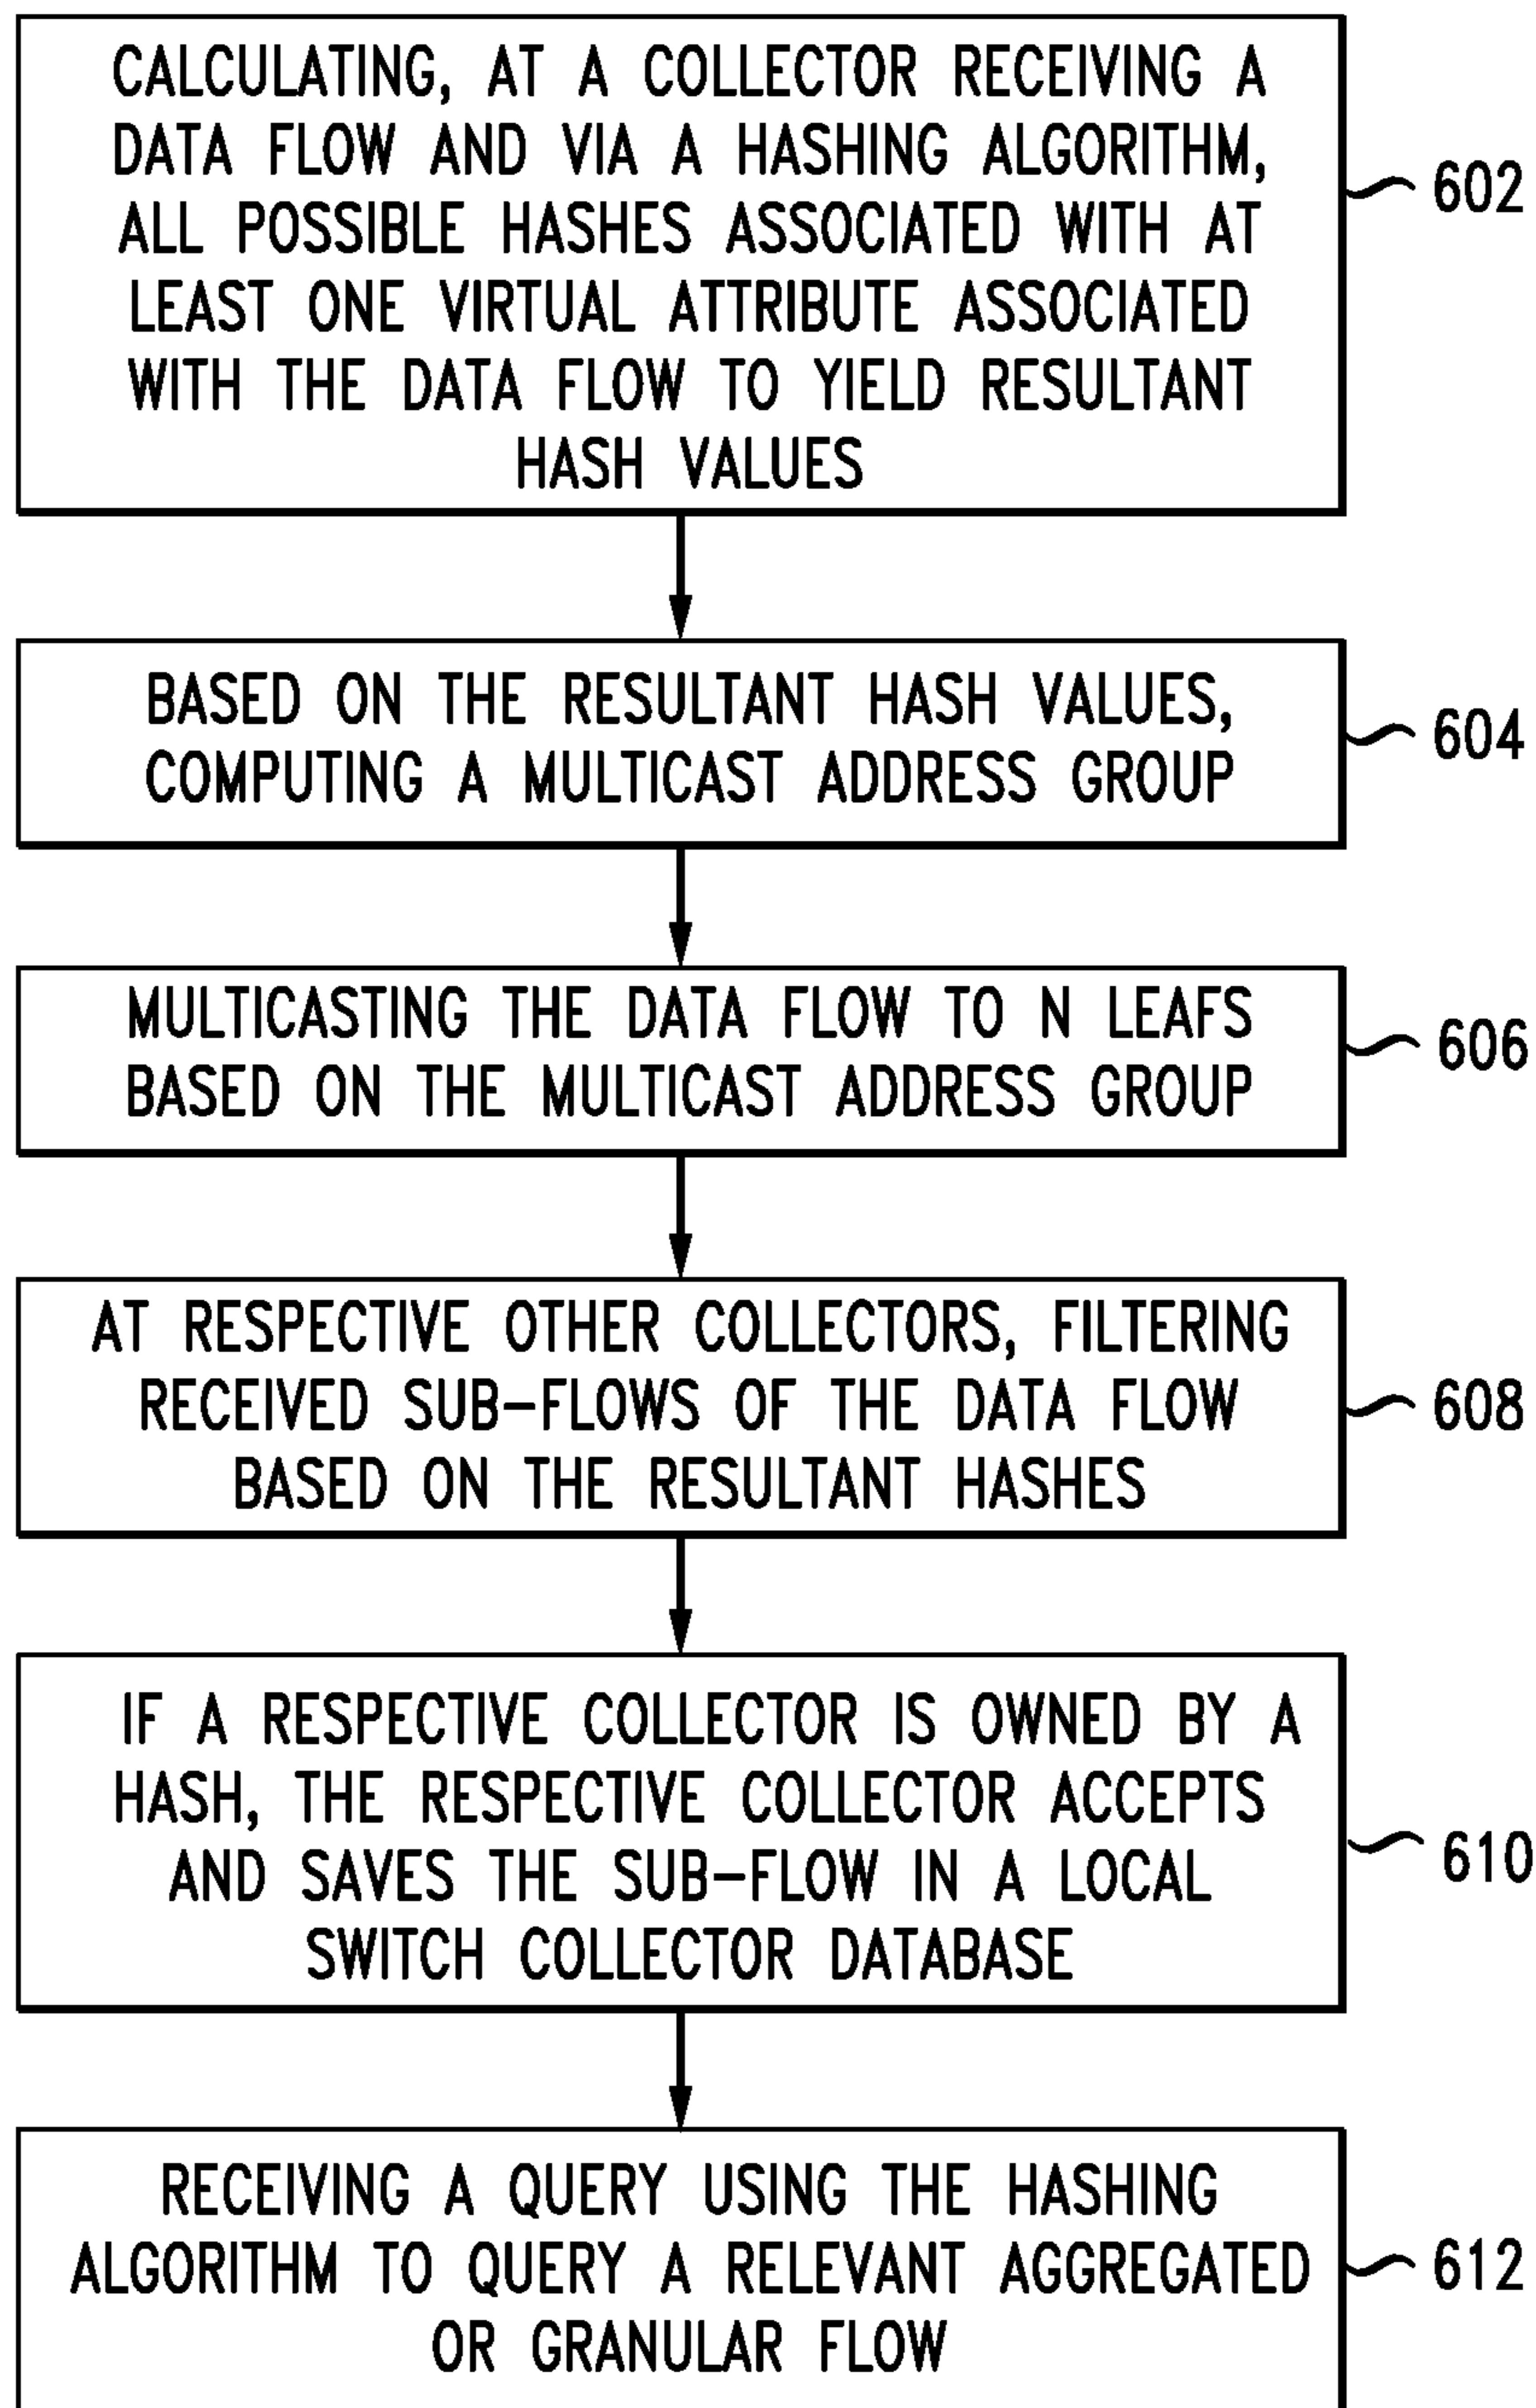 CALCULATING, AT A COLLECTOR RECEIVING A
DATA FLOW AND VIA A HASHING ALGORITHM,
ALL POSSIBLE HASHES ASSOCIATED WITH AT
LEAST ONE VIRTUAL ATTRIBUTE ASSOCIATED
WITH THE DATA FLOW TO YIELD RESULTANT
HASH VALUES
602
BASED ON THE RESULTANT HASH VALUES,
COMPUTING A MULTICAST ADDRESS GROUP
604
MULTICASTING THE DATA FLOW TO N LEAFS
BASED ON THE MULTICAST ADDRESS GROUP
606
AT RESPECTIVE OTHER COLLECTORS, FILTERING
RECEIVED SUB-FLOWS OF THE DATA FLOW
BASED ON THE RESULTANT HASHES
608
IF A RESPECTIVE COLLECTOR IS OWNED BY A
HASH, THE RESPECTIVE COLLECTOR ACCEPTS
AND SAVES THE SUB-FLOW IN A LOCAL
SWITCH COLLECTOR DATABASE
610
RECEIVING A QUERY USING THE HASHING
ALGORITHM TO QUERY A RELEVANT AGGREGATED
OR GRANULAR FLOW
612